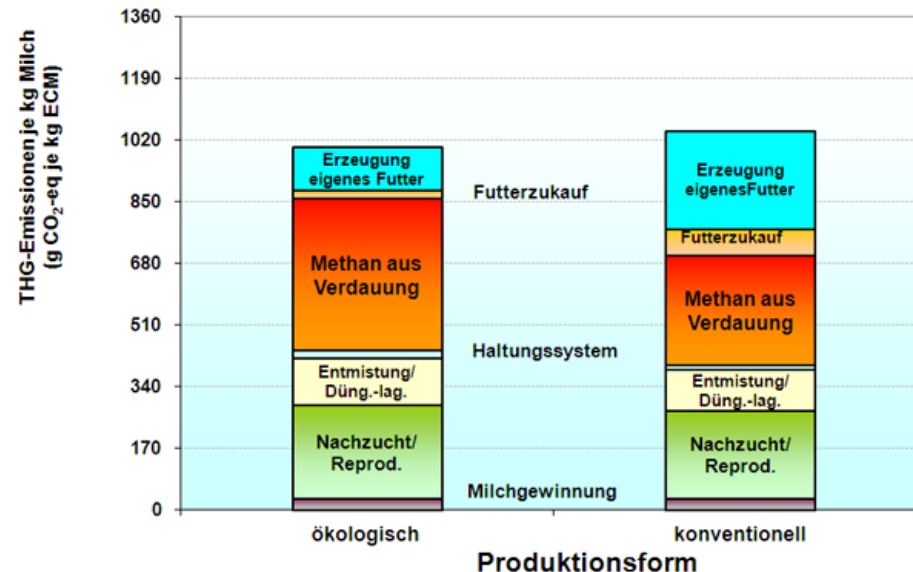 THG-Emissionen je kg Milch
(g CO₂-eq je kg ECM)
1360
1190
1020
850
680
510
340
170
0
Erzeugung
eigenes Futter
Methan aus
Verdauung
Entmistung/
Düng.-lag.
Nachzucht/
Reprod.
Futterzukauf
Haltungssystem
Milchgewinnung
Erzeugung
eigenesFutter
Futterzukauf
Methan aus
Verdauung
Entmistung/
Düng.-lag.
Nachzucht/
Reprod.
ökologisch
konventionell
Produktionsform